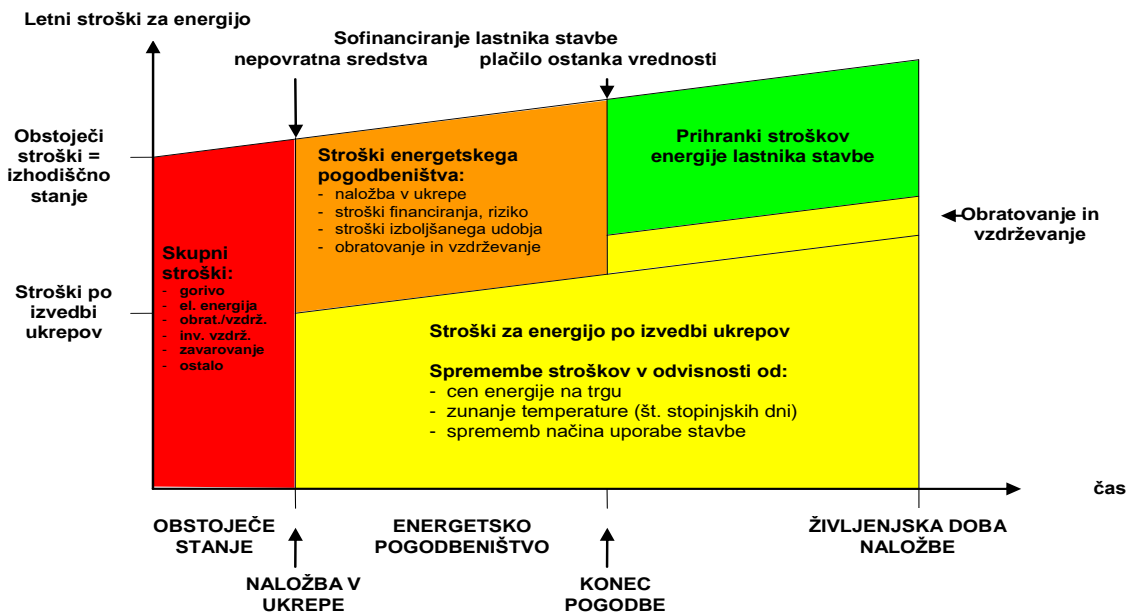 Letni stroški za energijo
Sofinanciranje lastnika stavbe
nepovratna sredstva
plačilo ostanka vrednosti
Obstoječi
stroški =
izhodiščno
stanje
Stroški po
izvedbi
ukrepov
Skupni
stroški:
- gorivo
- el. energija
- obrat./vzdrž.
- inv. vzdrž.
- zavarovanje
- ostalo
Stroški energetskega
pogodbeništva:
- naložba v ukrepe
- stroški financiranja, riziko
- stroški izboljšanega udobja
- obratovanje in vzdrževanje
Prihranki stroškov
energije lastnika stavbe
Obratovanje in
vzdrževanje
Stroški za energijo po izvedbi ukrepov
Spremembe stroškov v odvisnosti od:
- cen energije na trgu
- zunanje temperature (št. stopinjskih dni)
- sprememb načina uporabe stavbe
čas
OBSTOJEČE
STANJE
ENERGETSKO
POGODBENIŠTVO
ŽIVLJENJSKA DOBA
NALOŽBE
NALOŽBA V
UKREPE
KONEC
POGODBE